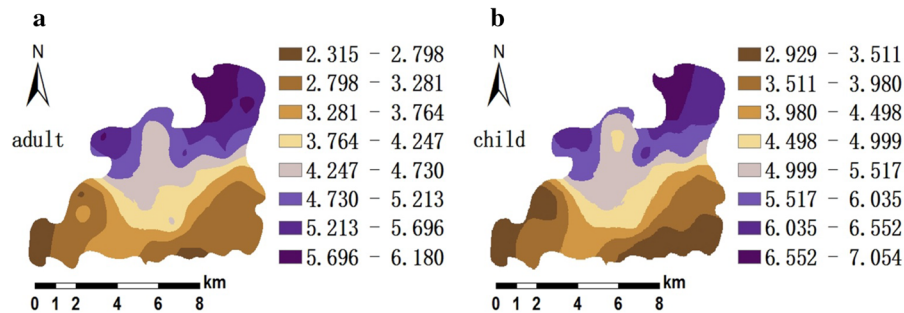 a
N
adult
2.315 - 2.798
2.798 - 3.281
3.281 - 3.764
3.764 - 4.247
4.247 - 4.730
4.730 - 5.213
5.213 - 5.696
5.696 - 6.180
km
0 1 2 4 6 8
b
N
child
2.929 - 3.511
3.511 - 3.980
3.980 - 4.498
4.498 - 4.999
4.999 - 5.517
5.517 - 6.035
6.035 - 6.552
6.552 - 7.054
km
0 1 2 4 6 8